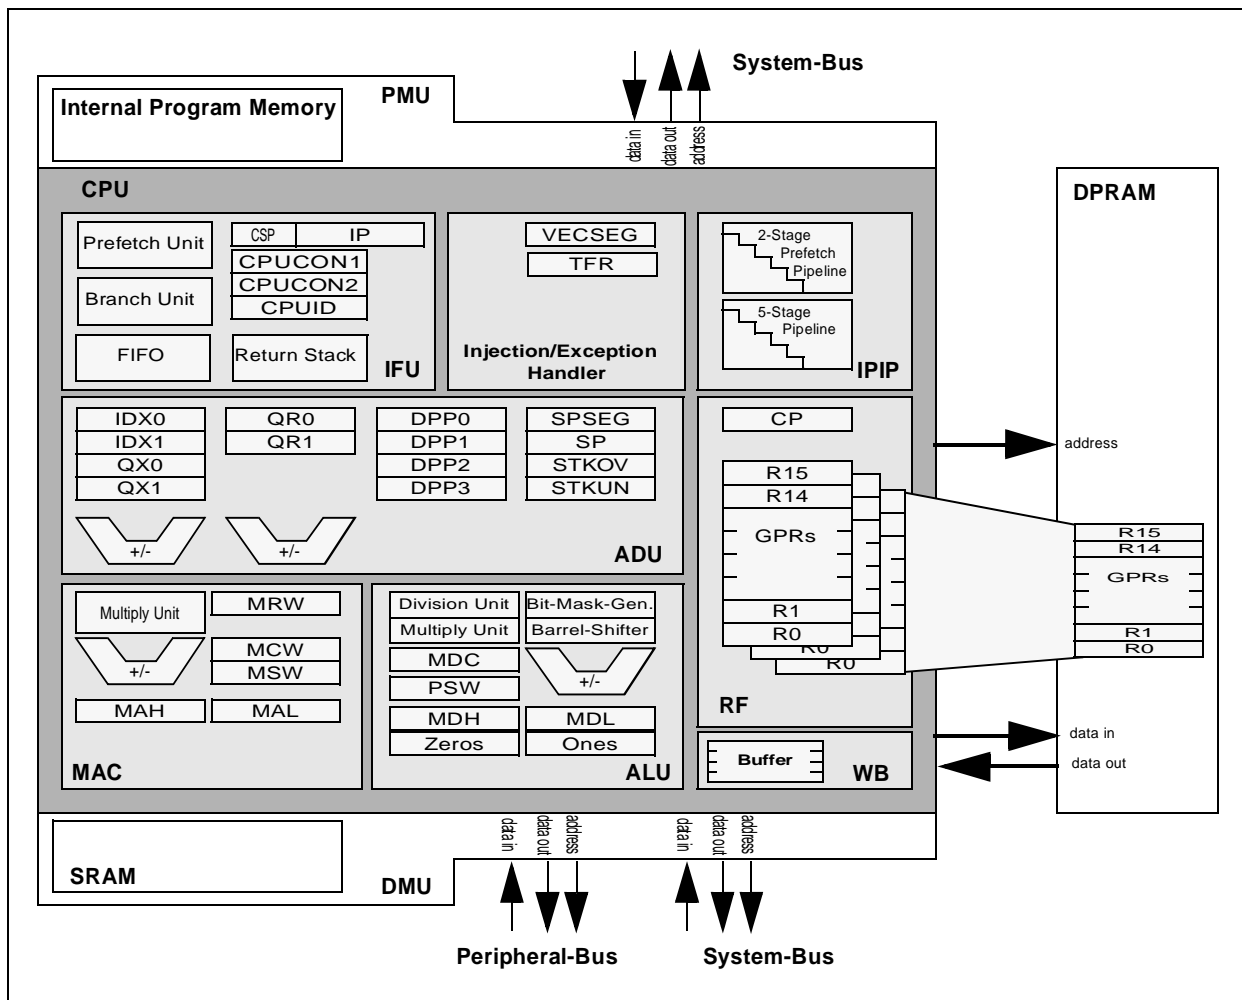 System-Bus
Internal Program Memory
PMU
data in
data out
address
CPU
DPRAM
Prefetch Unit
Branch Unit
FIFO
CSP
IP
CPUCON1
CPUCON2
CPUID
Return Stack
IFU
VECSEG
TFR
Injection/Exception
Handler
2-Stage
Prefetch
Pipeline
5-Stage
Pipeline
IPIP
IDX0
IDX1
QX0
QX1
+/-
QR0
QR1
+/-
DPP0
DPP1
DPP2
DPP3
SPSEG
SP
STKOV
STKUN
ADU
CP
R15
R14
GPRs
R1
R0
R0
R0
RF
address
R15
R14
GPRs
R1
R0
Multiply Unit
MRW
+/-
MCW
MSW
MAH
MAL
MAC
Division Unit
Bit-Mask-Gen.
Multiply Unit
Barrel-Shifter
MDC
PSW
+/-
MDH
MDL
Zeros
Ones
ALU
Buffer
WB
data in
data out
SRAM
DMU
data in
data out
address
data in
data out
address
Peripheral-Bus
System-Bus